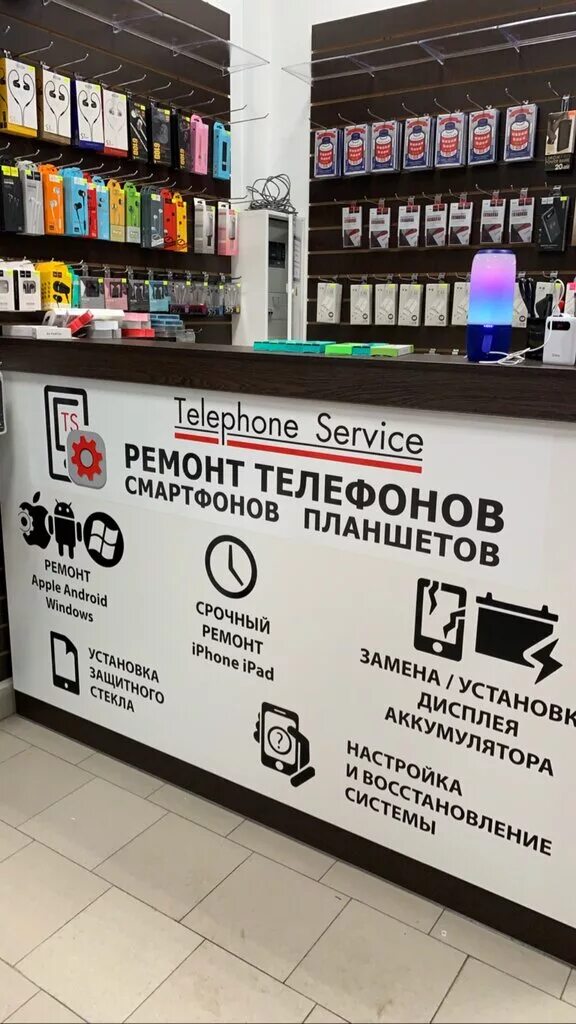 TS
Telephone Service
РЕМОНТ ТЕЛЕФОНОВ
СМАРТФОНОВ ПЛАНШЕТОВ
РЕМОНТ
Apple Android
Windows
СРОЧНЫЙ
РЕМОНТ
iPhone iPad
ЗАМЕНА / УСТАНОВК
ДИСПЛЕЯ
АККУМУЛЯТОРА
УСТАНОВКА
ЗАЩИТНОГО
СТЕКЛА
?
НАСТРОЙКА
И ВОССТАНОВЛЕНИЕ
СИСТЕМЫ